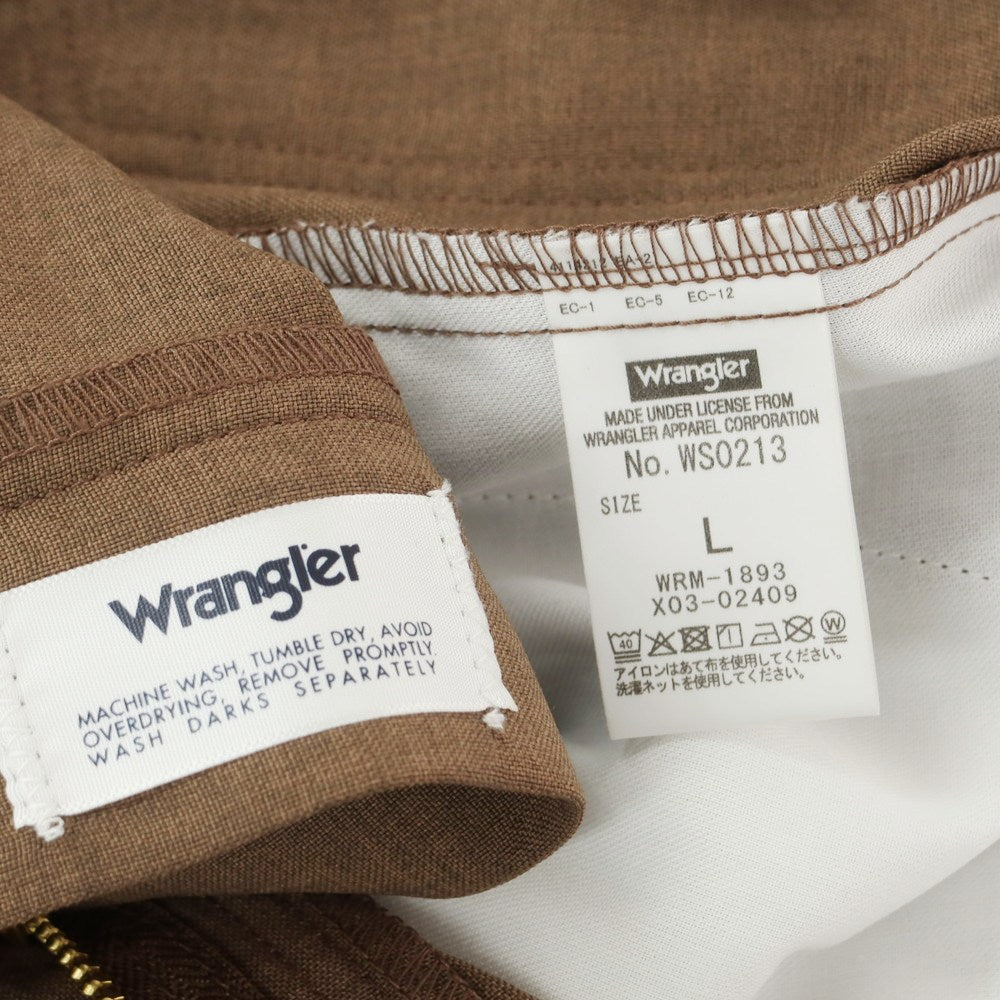 4114212 EA-2
EC-1 EC-5 EC-12
Wrangler
MADE UNDER LICENSE FROM
WRANGLER APPAREL CORPORATION
No. WS0213
SIZE
L
WRM-1893
X03-02409
40 W
アイロンはあて布を使用してください。
洗濯ネットを使用してください。
Wrangler
MACHINE WASH, TUMBLE DRY, AVOID
OVERDRYING, REMOVE PROMPTLY.
WASH DARKS SEPARATELY